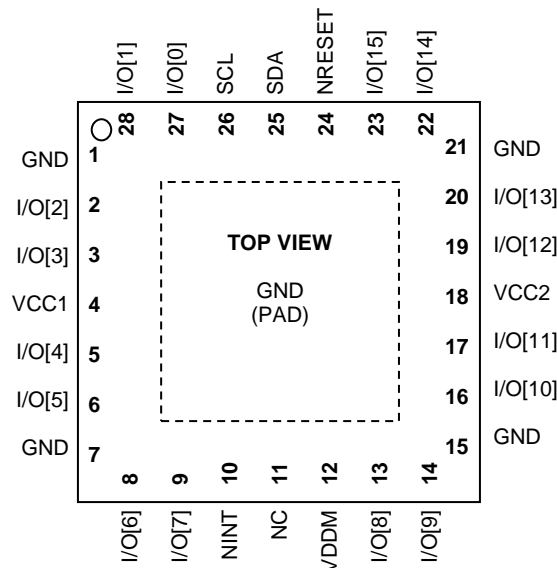 I/O[1] I/O[0] SCL SDA NRESET I/O[15] I/O[14]
28 27 26 25 24 23 22
GND 1 21 GND
I/O[2] 2 20 I/O[13]
I/O[3] 3 19 I/O[12]
VCC1 4 18 VCC2
I/O[4] 5 17 I/O[11]
I/O[5] 6 16 I/O[10]
GND 7 15 GND
TOP VIEW
GND
(PAD)
8 9 10 11 12 13 14
I/O[6] I/O[7] NINT NC VDDM I/O[8] I/O[9]